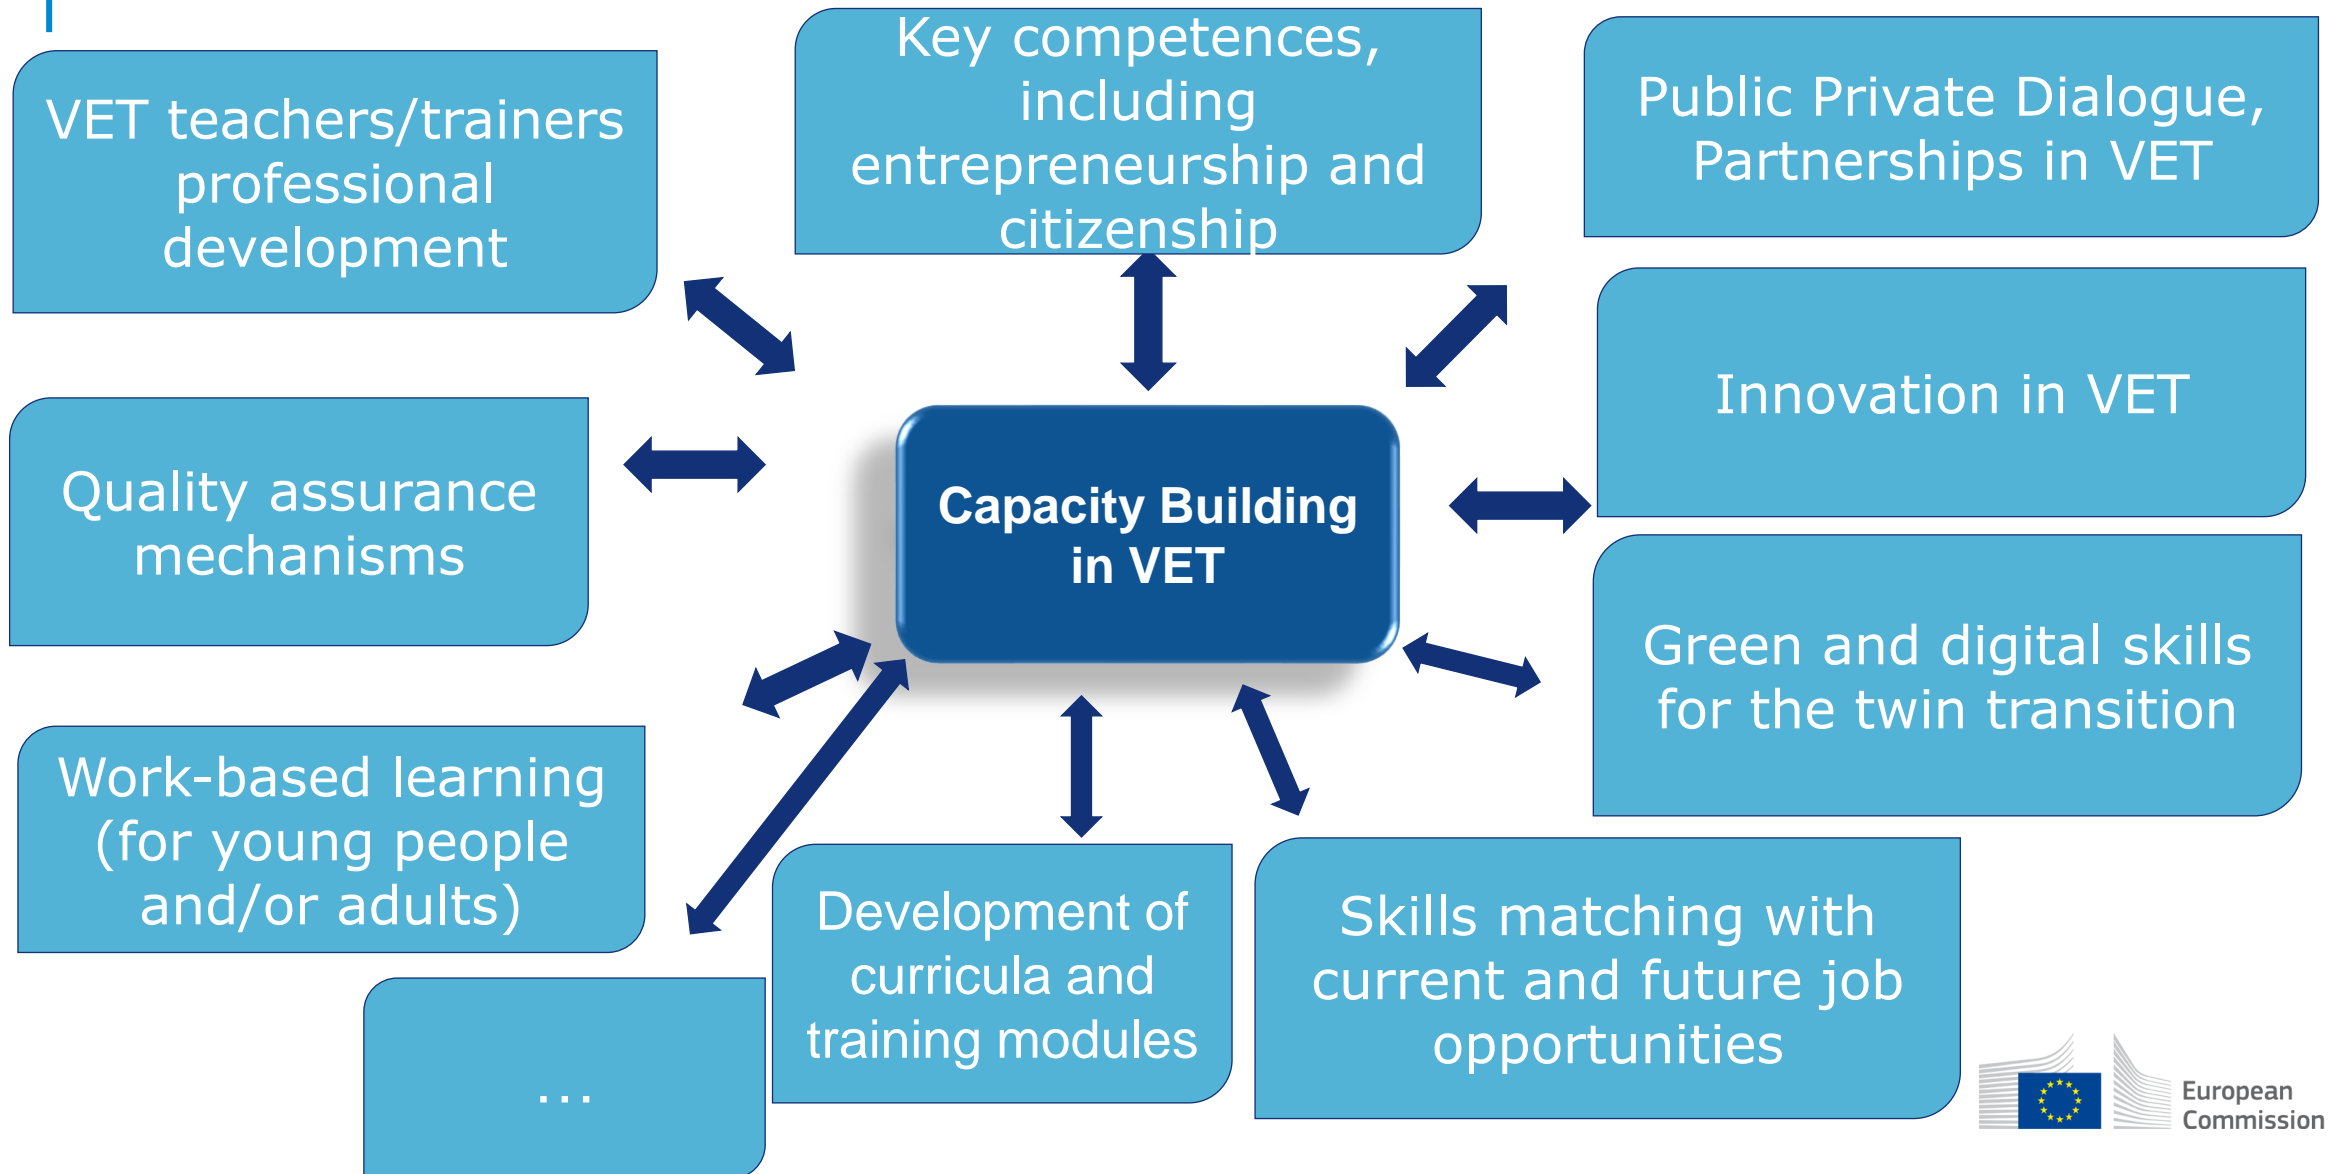 VET teachers/trainers
professional
development
Key competences,
including
entrepreneurship and
citizenship
Public Private Dialogue,
Partnerships in VET
Innovation in VET
Quality assurance
mechanisms
Capacity Building
in VET
Green and digital skills
for the twin transition
Work-based learning
(for young people
and/or adults)
Development of
curricula and
training modules
Skills matching with
current and future job
opportunities
...
European
Commission